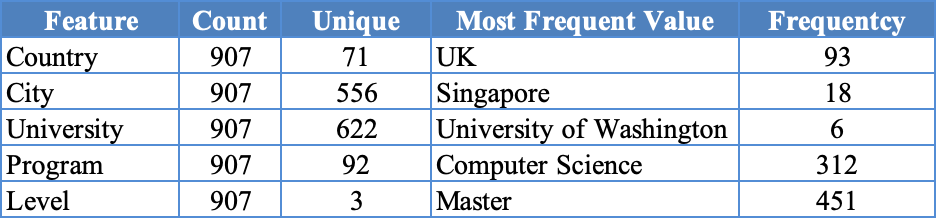 Feature Count Unique Most Frequent Value Frequentcy
Country 907 71 UK 93
City 907 556 Singapore 18
University 907 622 University of Washington 6
Program 907 92 Computer Science 312
Level 907 3 Master 451